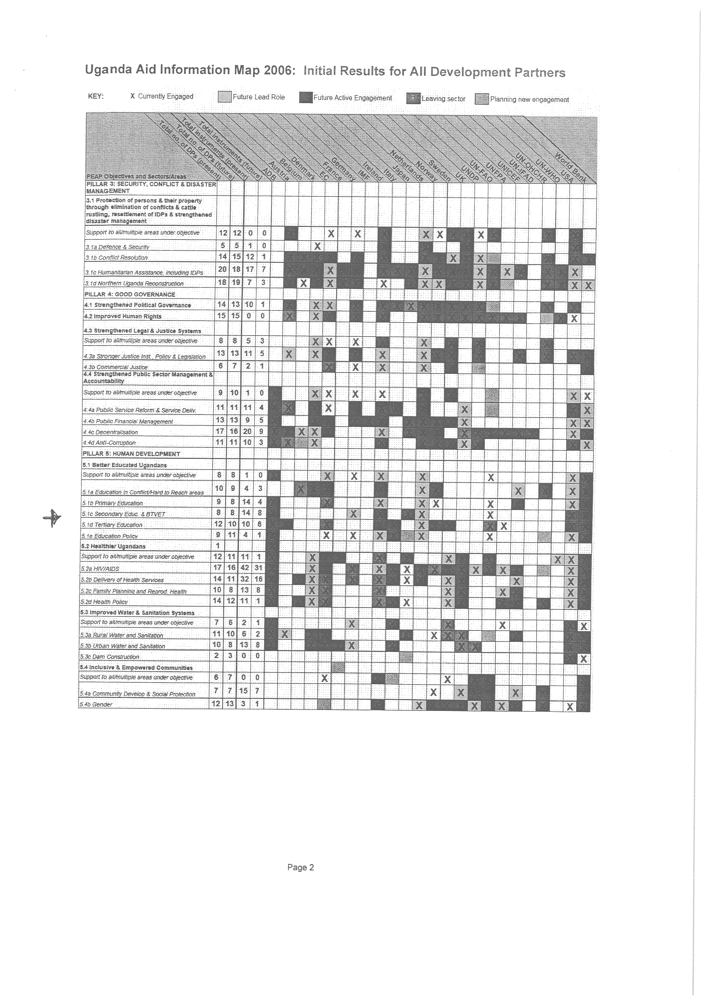 Uganda Aid Information Map 2006: Initial Results for All Development Partners
KEY: X Currently Engaged Future Lead Role Future Active Engagement Leaving sector Planning new engagement
Total no. of DPs (present)
Total no. of DPs (future)
Total instruments (present)
Total instruments (future)
ADB
Austria
Belgium
Denmark
EC
France
Germany
IMF
Ireland
Italy
Japan
Netherlands
Norway
Sweden
UK
UNDP
UN-FAO
UNFPA
UNICEF
UN-IFAD
UN-OHCHR
UN-WHO
USA
World Bank
PEAP Objectives and Sectors/Areas
PILLAR 3: SECURITY, CONFLICT & DISASTER
MANAGEMENT
3.1 Protection of persons & their property
through elimination of conflicts & cattle
rustling, resettlement of IDPs & strengthened
disaster management
Support to all/multiple areas under objective 12 12 0 0 X X X X X
3.1a Defence & Security 5 5 1 0 X
3.1b Conflict Resolution 14 15 12 1 X X
3.1c Humanitarian Assistance, including IDPs 20 18 17 7 X X X X X
3.1d Northern Uganda Reconstruction 18 19 7 3 X X X X X X X X
PILLAR 4: GOOD GOVERNANCE
4.1 Strengthened Political Governance 14 13 10 1 X X X
4.2 Improved Human Rights 15 15 0 0 X X X
4.3 Strengthened Legal & Justice Systems
Support to all/multiple areas under objective 8 8 5 3 X X X X
4.3a Stronger Justice Inst., Policy & Legislation 13 13 11 5 X X X X
4.3b Commercial Justice 6 7 2 1 X X X X
4.4 Strengthened Public Sector Management &
Accountability
Support to all/multiple areas under objective 9 10 1 0 X X X X X X
4.4a Public Service Reform & Service Deliv. 11 11 11 4 X X X
4.4b Public Financial Management 13 13 9 5 X X X
4.4c Decentralisation 17 16 20 9 X X X X X
4.4d Anti-Corruption 11 11 10 3 X X X X
PILLAR 5: HUMAN DEVELOPMENT
5.1 Better Educated Ugandans
Support to all/multiple areas under objective 8 8 1 0 X X X X X X
5.1a Education in Conflict/Hard to Reach areas 10 9 4 3 X X X X
5.1b Primary Education 9 8 14 4 X X X X X X
5.1c Secondary Educ. & BTVET 8 8 14 8 X X X
5.1d Tertiary Education 12 10 10 6 X X X X
5.1e Education Policy 9 11 4 1 X X X X X X
5.2 Healthier Ugandans 1
Support to all/multiple areas under objective 12 11 11 1 X X X X X
5.2a HIV/AIDS 17 16 42 31 X X X X X X X X
5.2b Delivery of Health Services 14 11 32 16 X X X X X X X
5.2c Family Planning and Reprod. Health 10 8 13 8 X X X X X
5.2d Health Policy 14 12 11 1 X X X X
5.3 Improved Water & Sanitation Systems
Support to all/multiple areas under objective 7 6 2 1 X X X X
5.3a Rural Water and Sanitation 11 10 6 2 X X X X
5.3b Urban Water and Sanitation 10 8 13 8 X X X
5.3c Dam Construction 2 3 0 0 X
5.4 Inclusive & Empowered Communities
Support to all/multiple areas under objective 6 7 0 0 X X
5.4a Community Develop & Social Protection 7 7 15 7 X X X
5.4b Gender 12 13 3 1 X X X X
Page 2